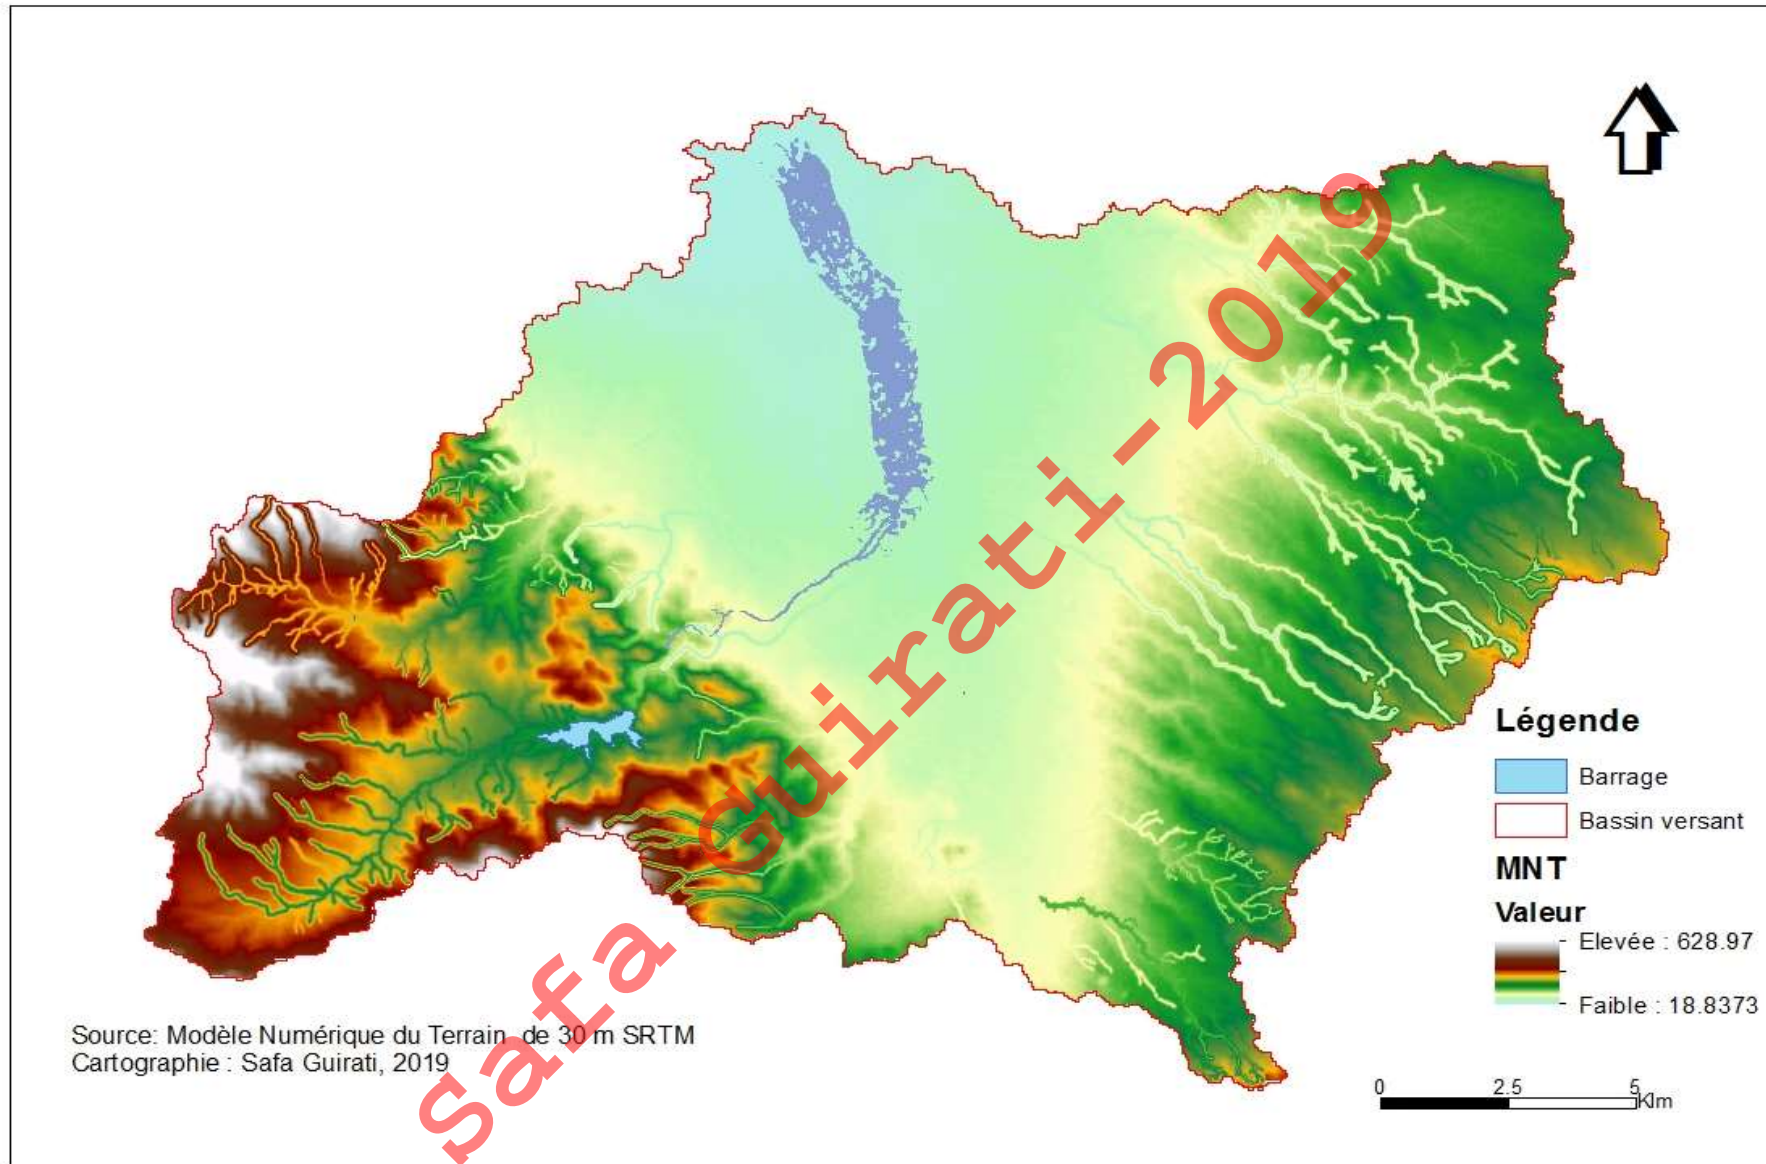 Safa Guirati-2019
Légende
Barrage
Bassin versant
MNT
Valeur
Elevée : 628.97
Faible : 18.8373
Source: Modèle Numérique du Terrain de 30 m SRTM
Cartographie : Safa Guirati, 2019
0 2.5 5
Klm